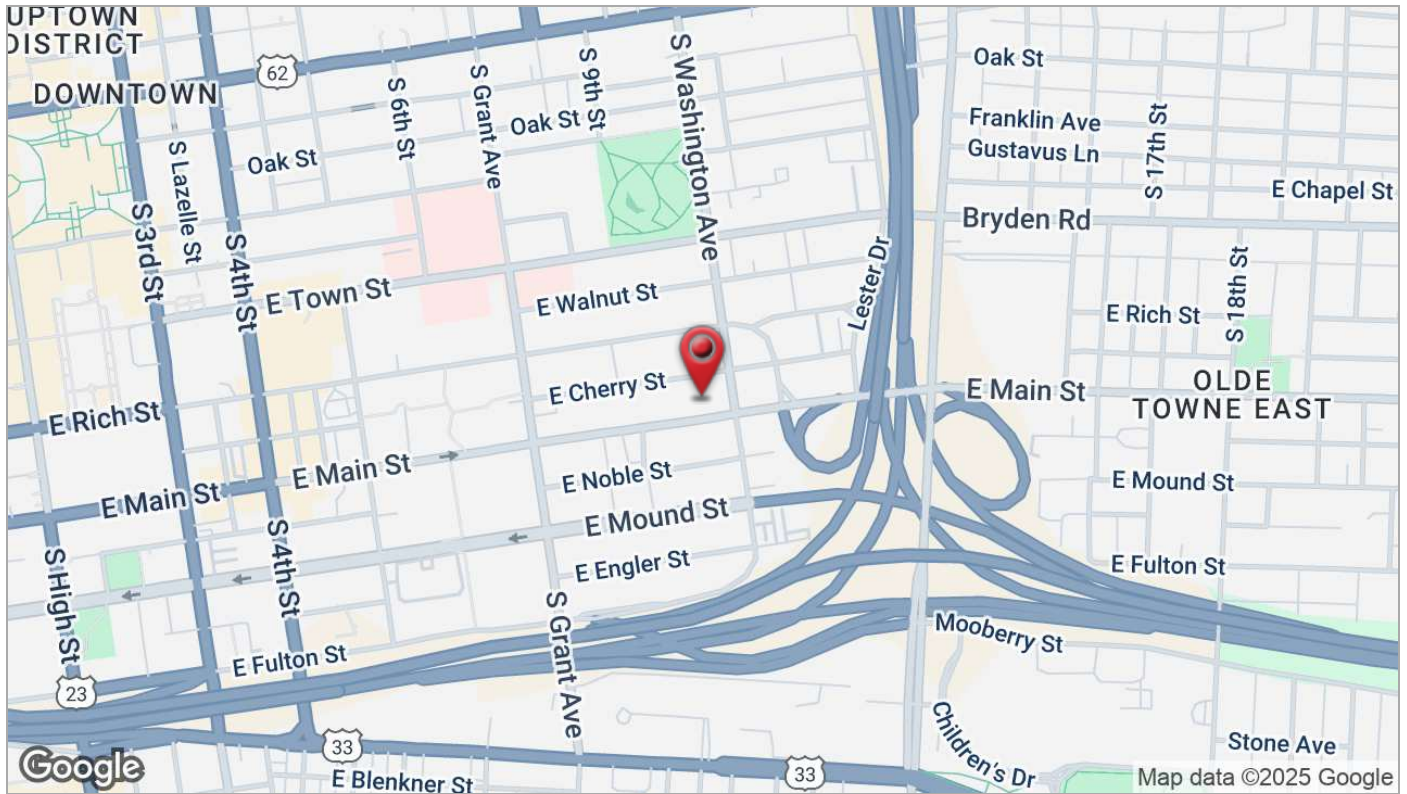 UPTOWN
DISTRICT
62
DOWNTOWN
S Lazelle St
S 3rd St
S 4th St
Oak St
S 6th St
S Grant Ave
S 9th St
Oak St
S Washington Ave
Oak St
Franklin Ave
Gustavus Ln
S 17th St
E Chapel St
Bryden Rd
E Town St
E Walnut St
Lester Dr
E Rich St
S 18th St
E Cherry St
E Rich St
E Main St
OLDE
TOWNE EAST
E Main St
E Main St
E Noble St
E Mound St
E Mound St
S High St
S 4th St
E Engler St
E Fulton St
S Grant Ave
E Fulton St
Mooberry St
23
33
33
Children's Dr
Stone Ave
E Blenkner St
Google
Map data ©2025 Google